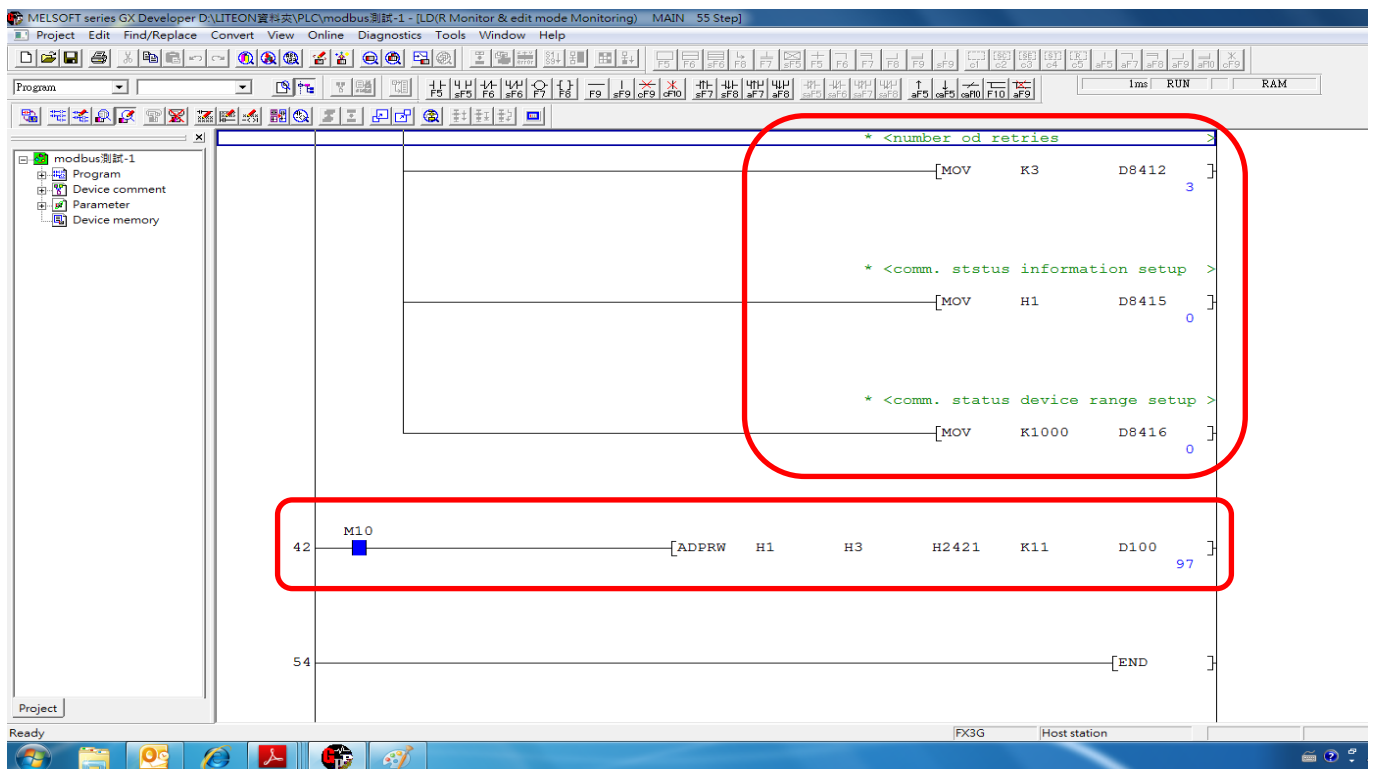 MELSOFT series GX Developer D:\LITEON資料夾\PLC\modbus測試-1 - [LD(R Monitor & edit mode Monitoring) MAIN 55 Step]
Project Edit Find/Replace Convert View Online Diagnostics Tools Window Help
Program
1ms RUN RAM
modbus測試-1
Program
Device comment
Parameter
Device memory
Project
* <number od retries >
MOV K3 D8412
3
* <comm. ststus information setup >
MOV H1 D8415
0
* <comm. status device range setup >
MOV K1000 D8416
0
M10
42 ADPRW H1 H3 H2421 K11 D100
97
54 END
Ready FX3G Host station